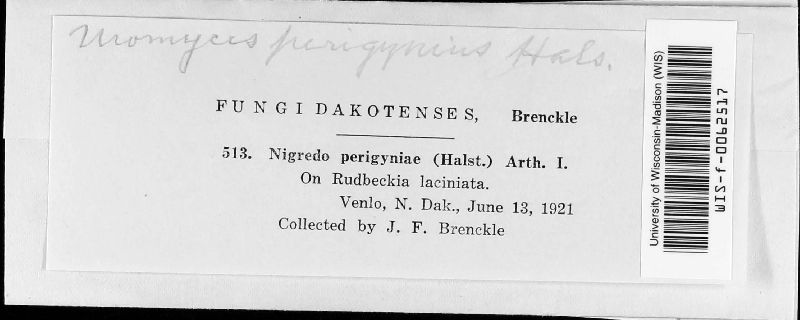 Uromyces perigynius Hals.
FUNGI DAKOTENSES, Brenckle
513. Nigredo perigyniae (Halst.) Arth. I.
On Rudbeckia laciniata.
Venlo, N. Dak., June 13, 1921
Collected by J. F. Brenckle
University of Wisconsin-Madison (WIS)
WIS-f-0062517